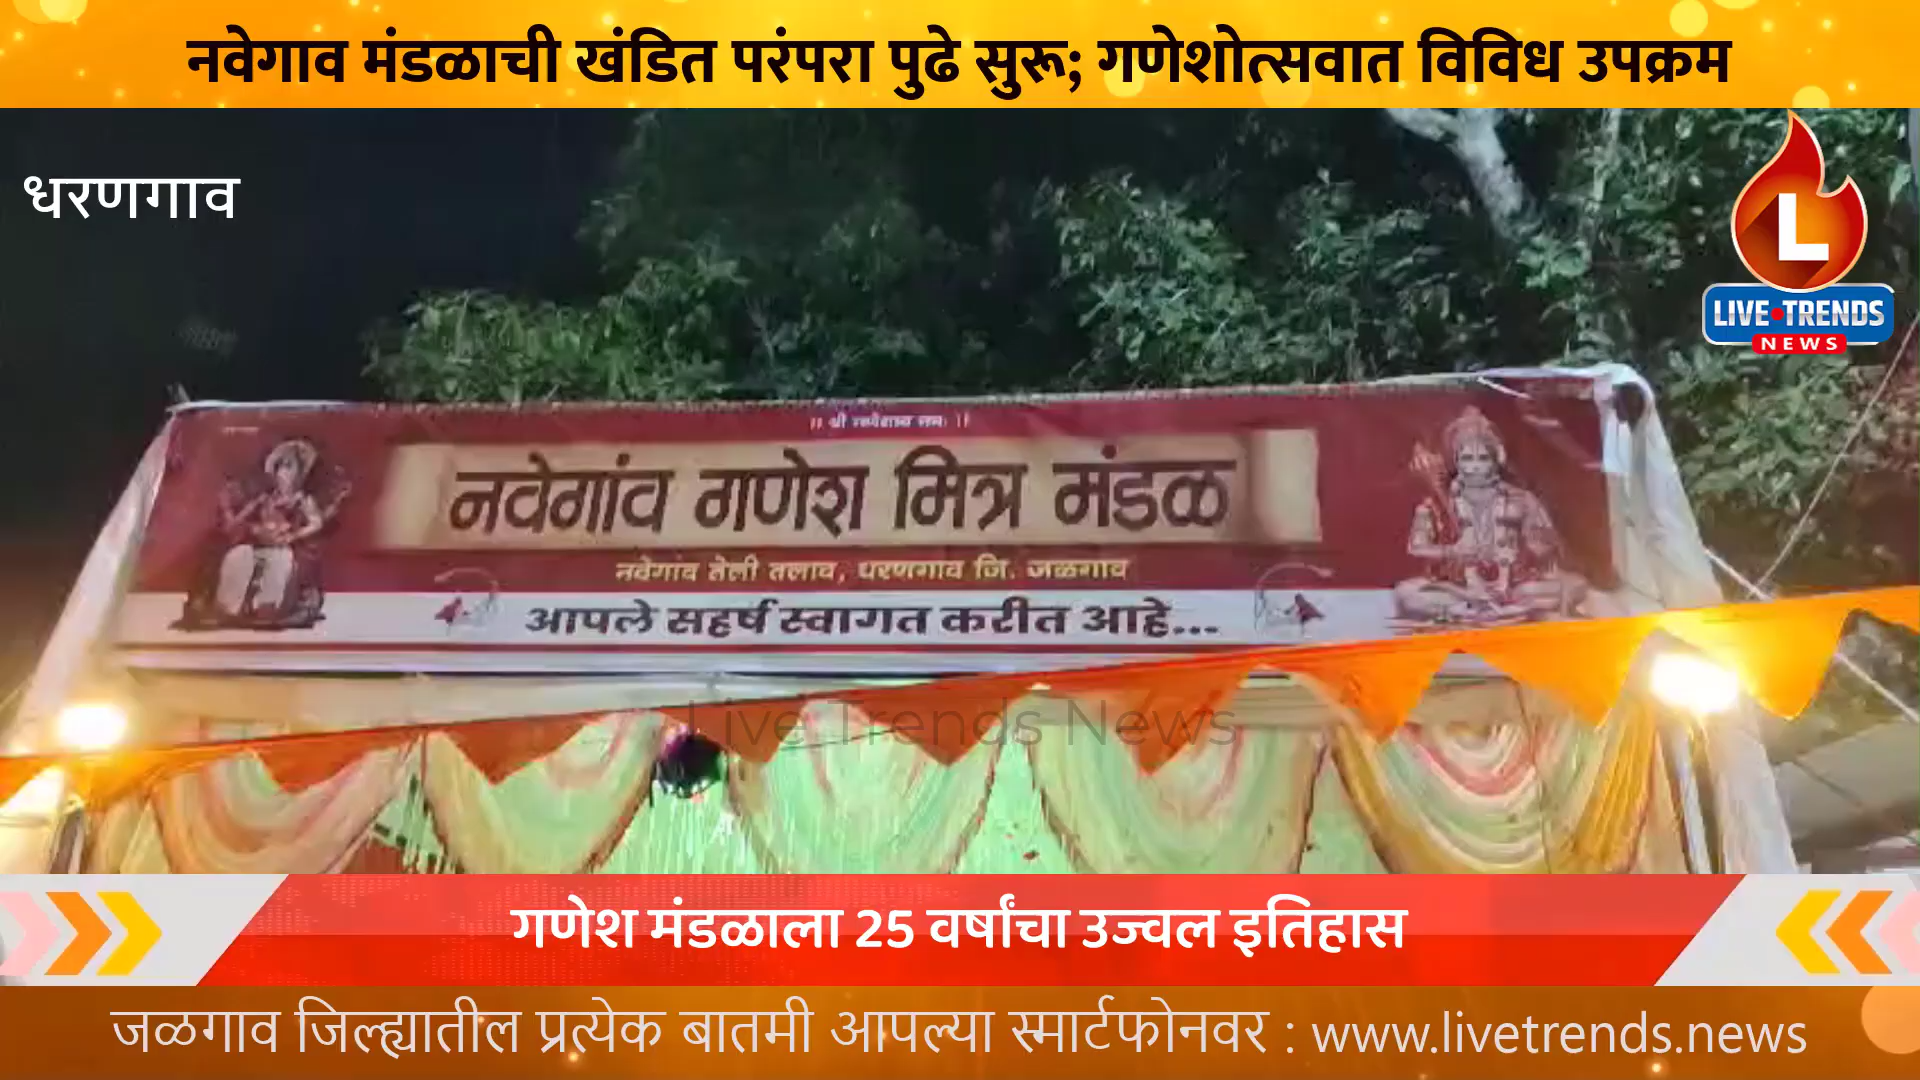 नवेगाव मंडळाची खंडित परंपरा पुढे सुरू; गणेशोत्सवात विविध उपक्रम
धरणगाव
L
LIVE•TRENDS
NEWS
नवेगांव गणेश मित्र मंडळ
नवेगांव तेली तलाव, धरणगाव जि. जळगाव
आपले सहर्ष स्वागत करीत आहे...
Live Trends News
गणेश मंडळाला 25 वर्षांचा उज्वल इतिहास
जळगाव जिल्ह्यातील प्रत्येक बातमी आपल्या स्मार्टफोनवर : www.livetrends.news